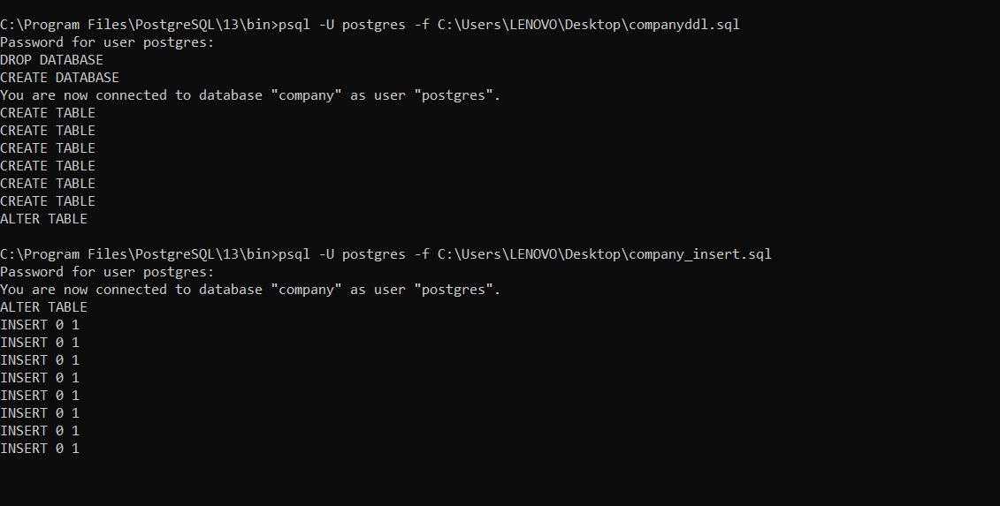 C:\Program Files\PostgreSQL\13\bin>psql -U postgres -f C:\Users\LENOVO\Desktop\companyddl.sql
Password for user postgres:
DROP DATABASE
CREATE DATABASE
You are now connected to database "company" as user "postgres".
CREATE TABLE
CREATE TABLE
CREATE TABLE
CREATE TABLE
CREATE TABLE
CREATE TABLE
ALTER TABLE
C:\Program Files\PostgreSQL\13\bin>psql -U postgres -f C:\Users\LENOVO\Desktop\company_insert.sql
Password for user postgres:
You are now connected to database "company" as user "postgres".
ALTER TABLE
INSERT 0 1
INSERT 0 1
INSERT 0 1
INSERT 0 1
INSERT 0 1
INSERT 0 1
INSERT 0 1
INSERT 0 1